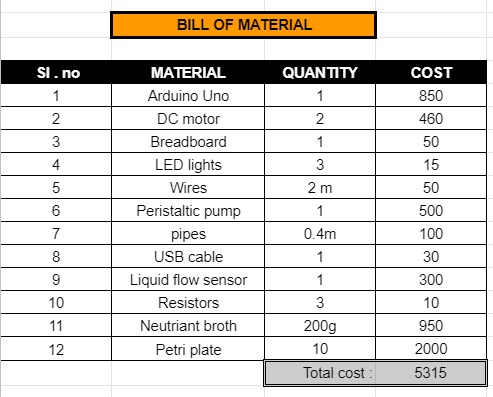 BILL OF MATERIAL
SI . no MATERIAL QUANTITY COST
1 Arduino Uno 1 850
2 DC motor 2 460
3 Breadboard 1 50
4 LED lights 3 15
5 Wires 2 m 50
6 Peristaltic pump 1 500
7 pipes 0.4m 100
8 USB cable 1 30
9 Liquid flow sensor 1 300
10 Resistors 3 10
11 Neutriant broth 200g 950
12 Petri plate 10 2000
Total cost : 5315